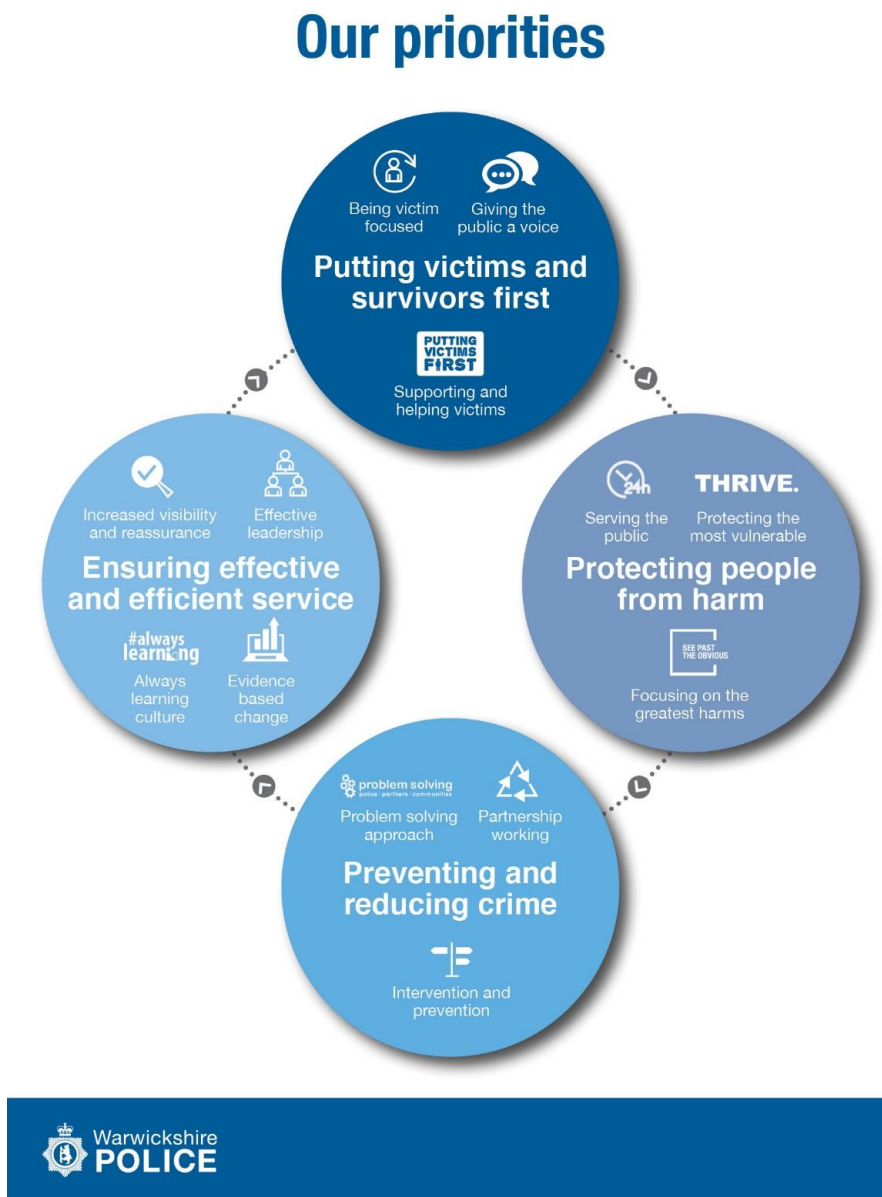 Our priorities
Being victim
focused
Giving the
public a voice
Putting victims and
survivors first
PUTTING
VICTIMS
FIRST
Supporting and
helping victims
24h
Serving the
public
THRIVE.
Protecting the
most vulnerable
Protecting people
from harm
SEE PAST
THE OBVIOUS
Focusing on the
greatest harms
problem solving
police partners communities
Problem solving
approach
Partnership
working
Preventing and
reducing crime
Intervention and
prevention
Increased visibility
and reassurance
Effective
leadership
Ensuring effective
and efficient service
#always
learning
Always
learning
culture
Evidence
based
change
Warwickshire
POLICE